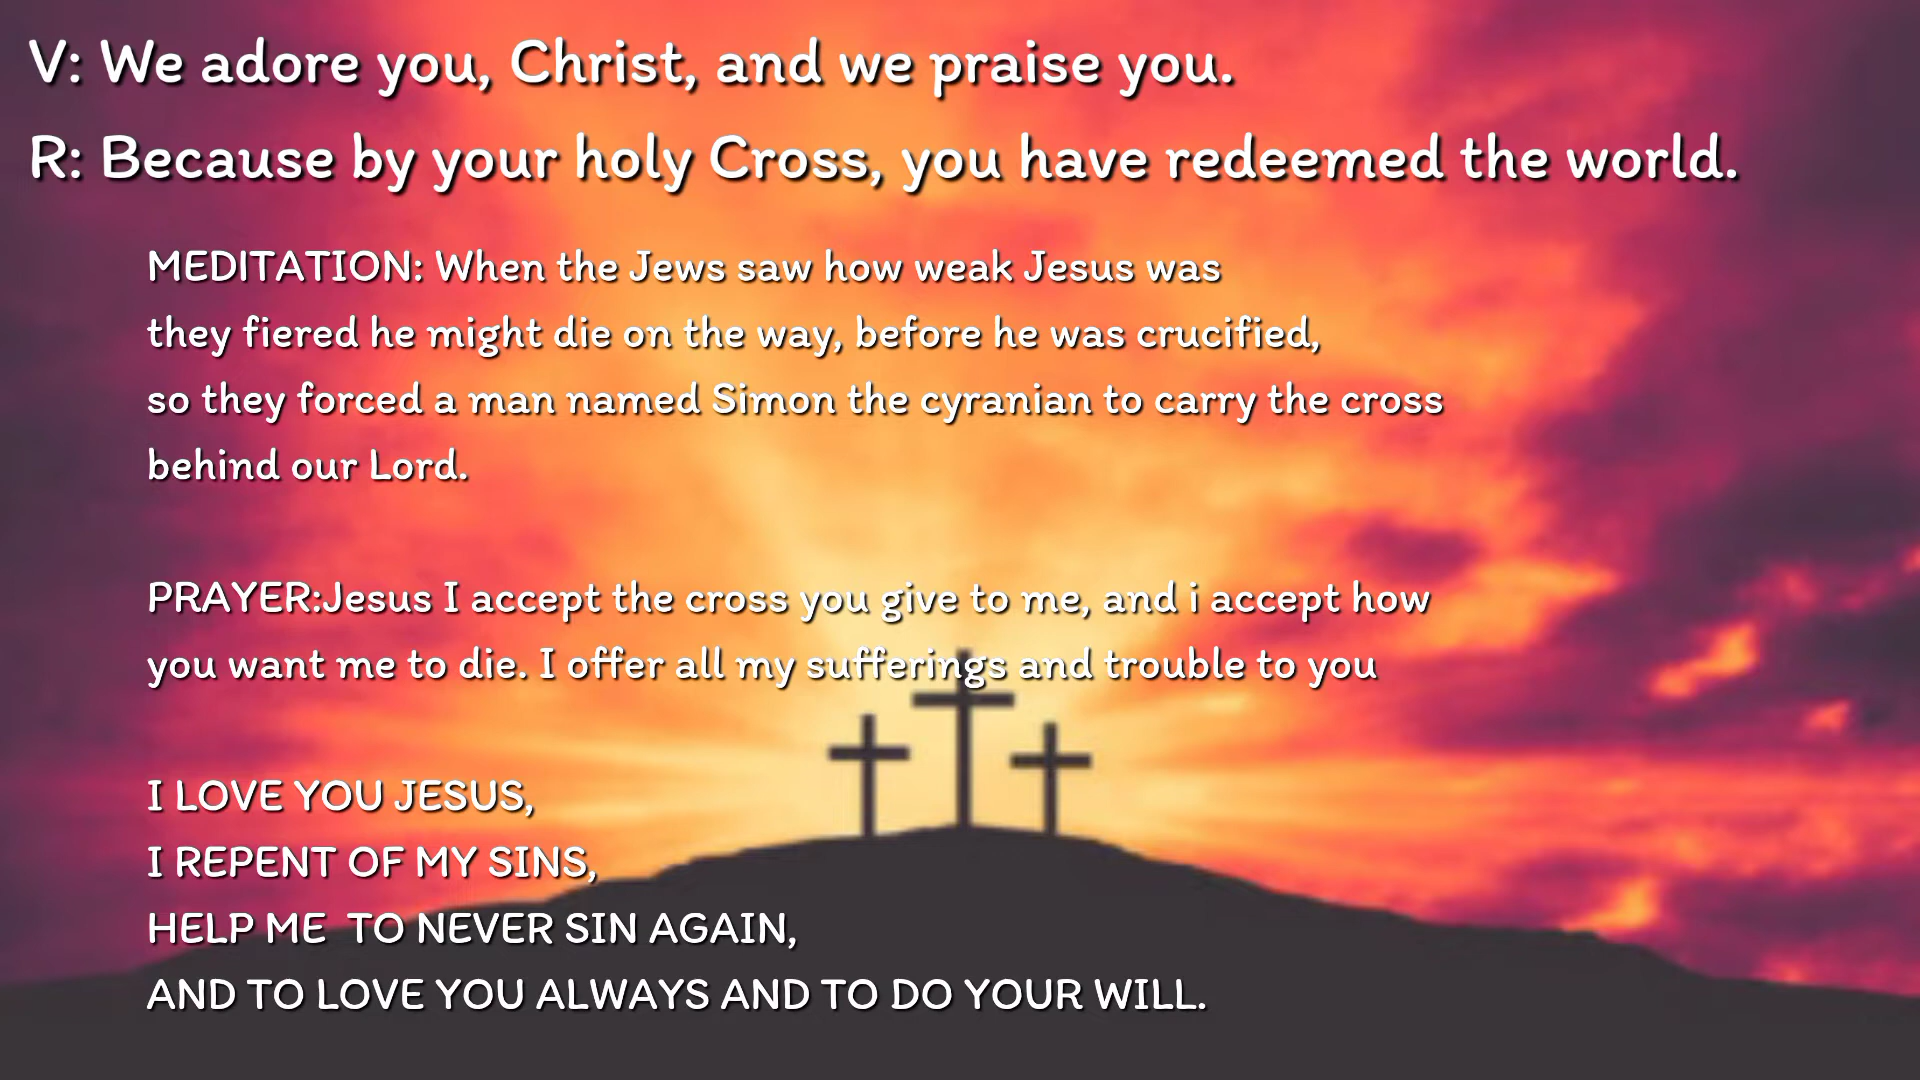 V: We adore you, Christ, and we praise you.
R: Because by your holy Cross, you have redeemed the world.
MEDITATION: When the Jews saw how weak Jesus was
they fiered he might die on the way, before he was crucified,
so they forced a man named Simon the cyranian to carry the cross
behind our Lord.
PRAYER:Jesus I accept the cross you give to me, and i accept how
you want me to die. I offer all my sufferings and trouble to you
I LOVE YOU JESUS,
I REPENT OF MY SINS,
HELP ME  TO NEVER SIN AGAIN,
AND TO LOVE YOU ALWAYS AND TO DO YOUR WILL.